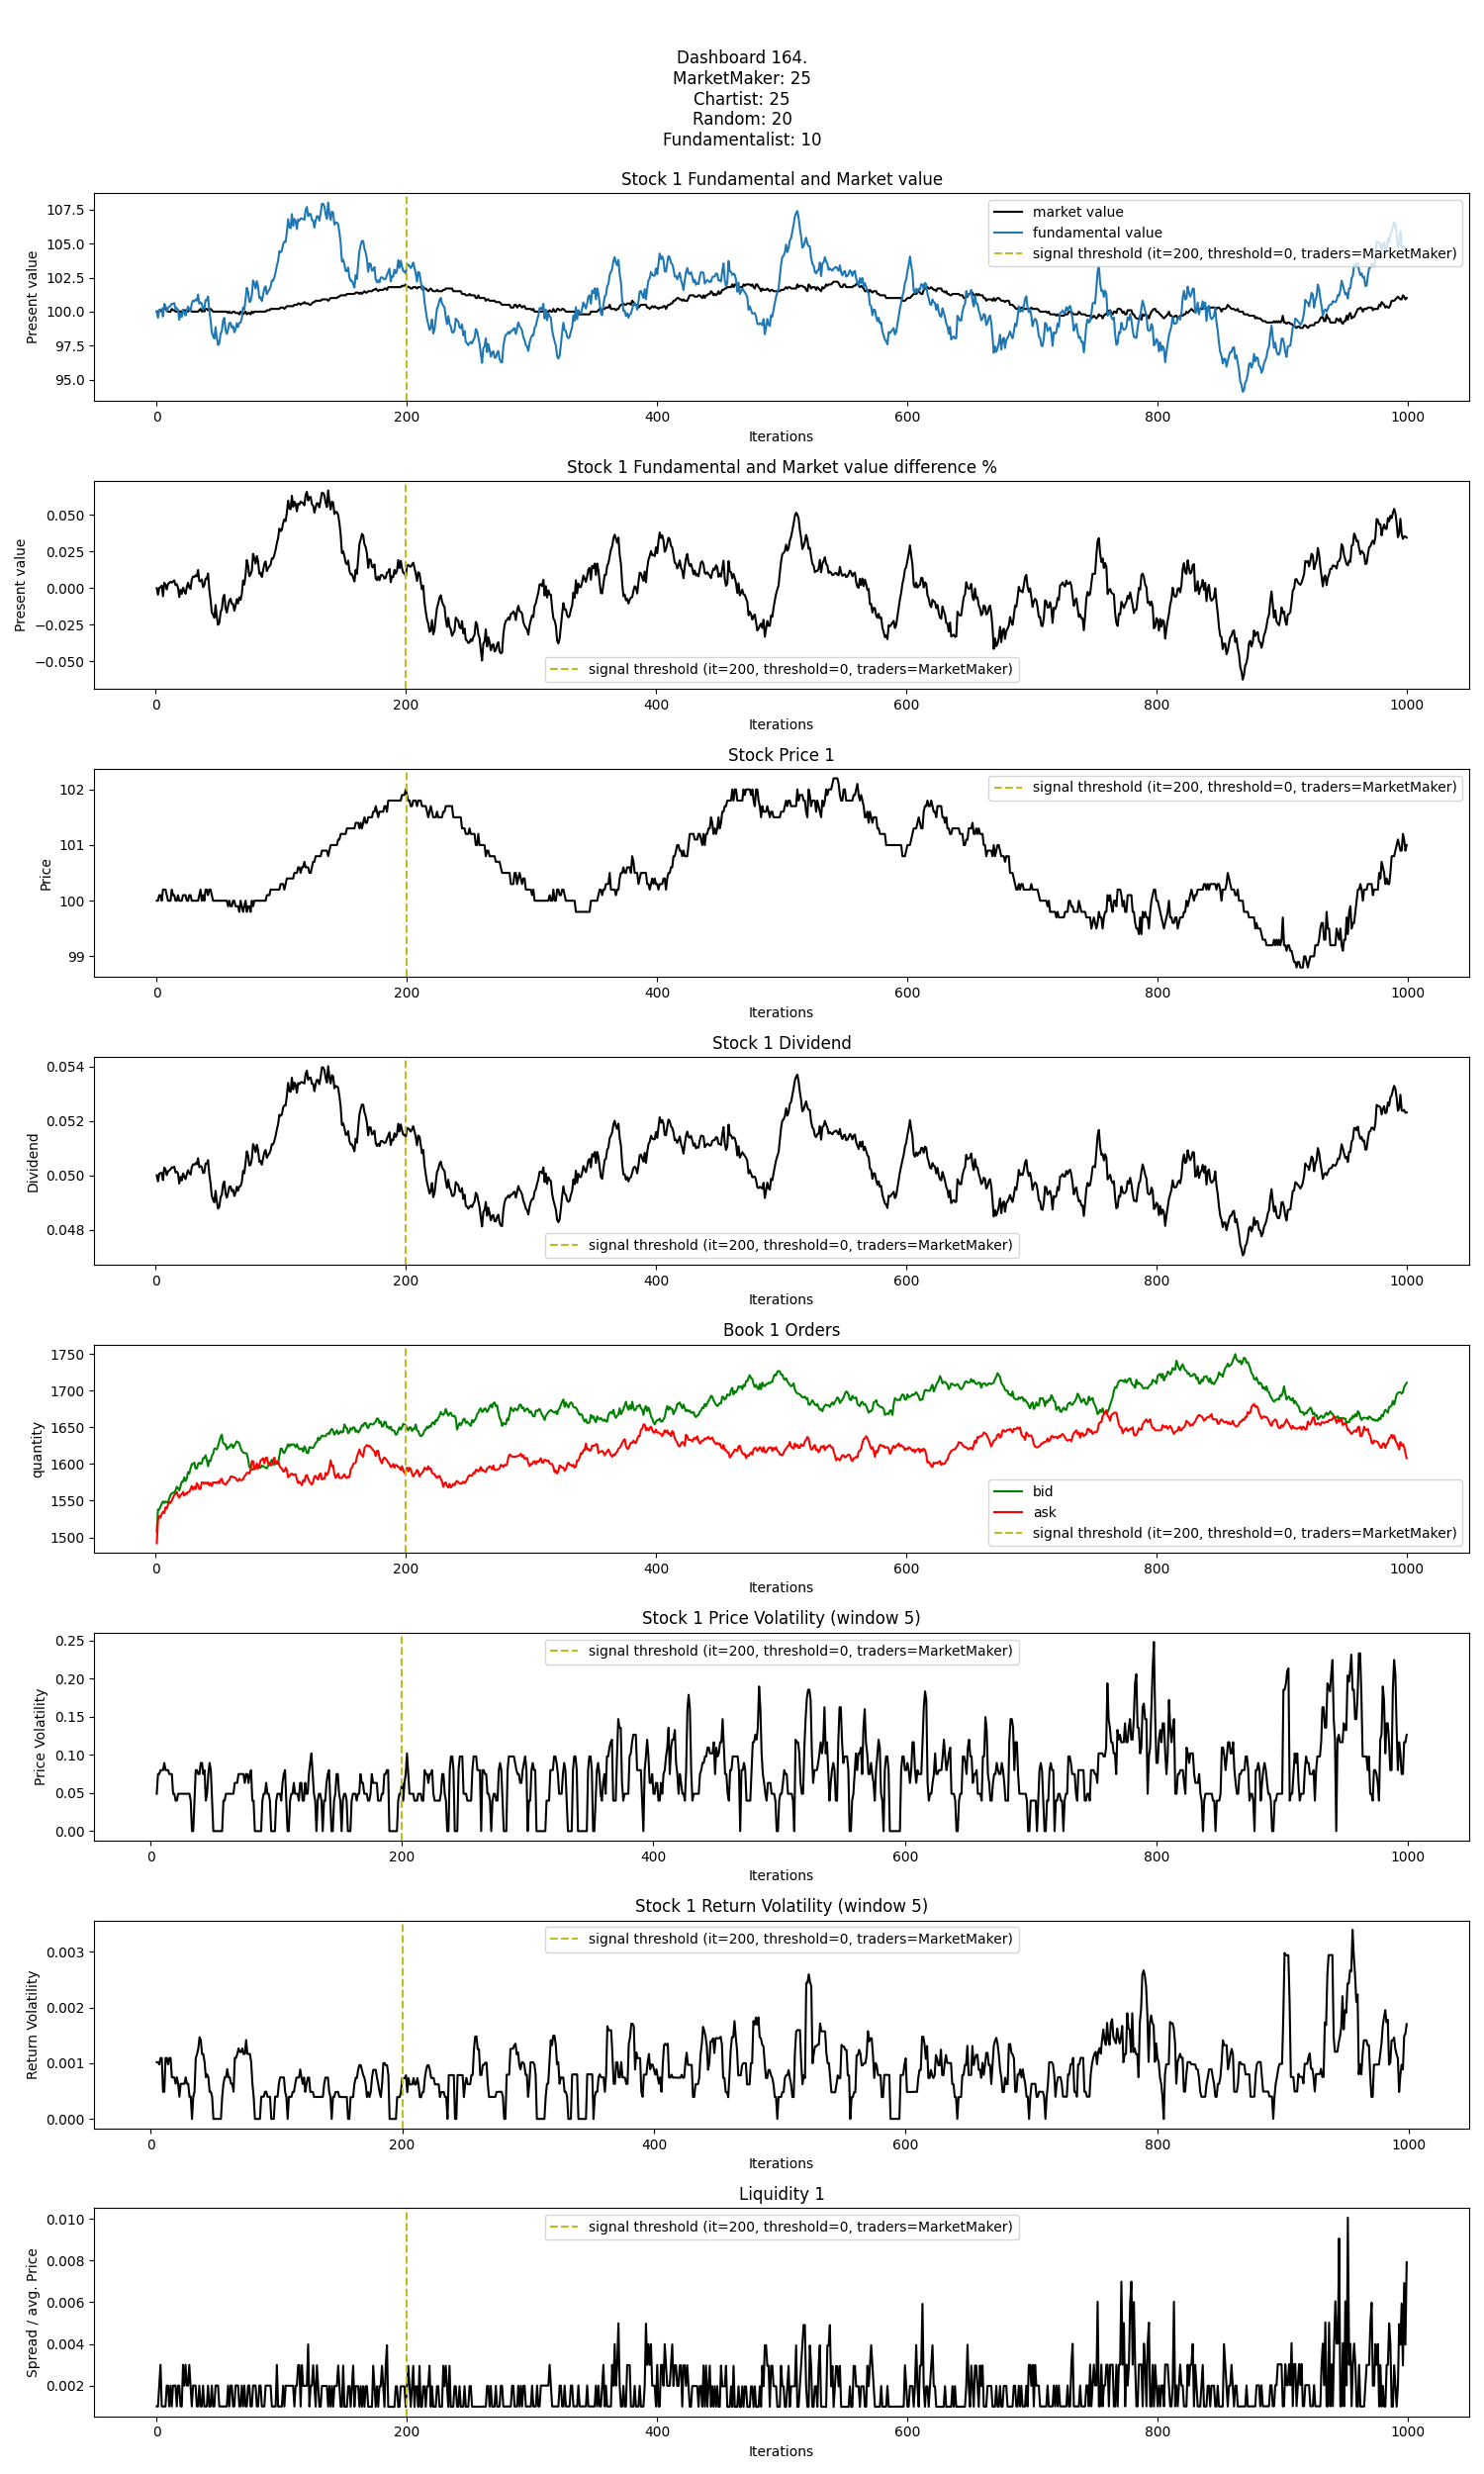 Dashboard 164.
MarketMaker: 25
Chartist: 25
Random: 20
Fundamentalist: 10
Stock 1 Fundamental and Market value
Present value
107.5
105.0
102.5
100.0
97.5
95.0
market value
fundamental value
signal threshold (it=200, threshold=0, traders=MarketMaker)
0 200 400 600 800 1000
Iterations
Stock 1 Fundamental and Market value difference %
Present value
0.050
0.025
0.000
−0.025
−0.050
signal threshold (it=200, threshold=0, traders=MarketMaker)
0 200 400 600 800 1000
Iterations
Stock Price 1
Price
102
101
100
99
signal threshold (it=200, threshold=0, traders=MarketMaker)
0 200 400 600 800 1000
Iterations
Stock 1 Dividend
Dividend
0.054
0.052
0.050
0.048
signal threshold (it=200, threshold=0, traders=MarketMaker)
0 200 400 600 800 1000
Iterations
Book 1 Orders
quantity
1750
1700
1650
1600
1550
1500
bid
ask
signal threshold (it=200, threshold=0, traders=MarketMaker)
0 200 400 600 800 1000
Iterations
Stock 1 Price Volatility (window 5)
Price Volatility
0.25
0.20
0.15
0.10
0.05
0.00
signal threshold (it=200, threshold=0, traders=MarketMaker)
0 200 400 600 800 1000
Iterations
Stock 1 Return Volatility (window 5)
Return Volatility
0.003
0.002
0.001
0.000
signal threshold (it=200, threshold=0, traders=MarketMaker)
0 200 400 600 800 1000
Iterations
Liquidity 1
Spread / avg. Price
0.010
0.008
0.006
0.004
0.002
signal threshold (it=200, threshold=0, traders=MarketMaker)
0 200 400 600 800 1000
Iterations